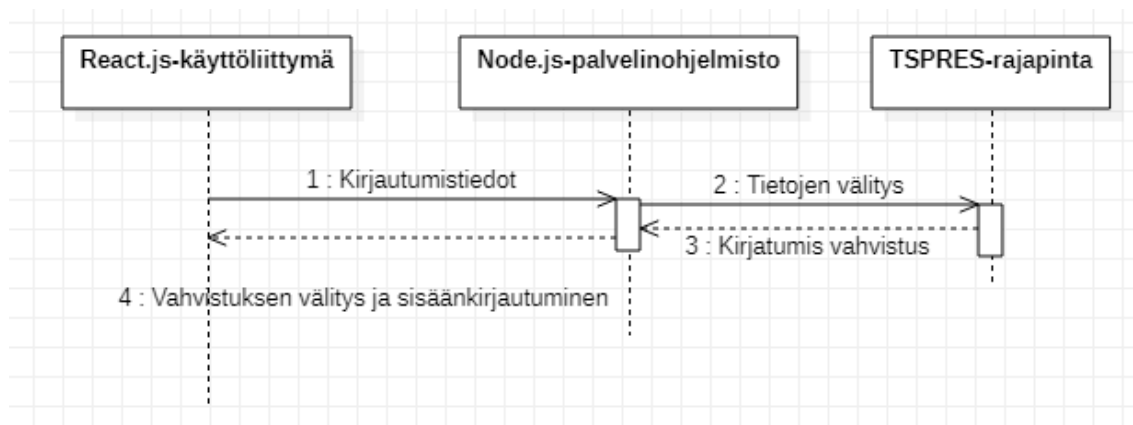 React.js-käyttöliittymä
Node.js-palvelinohjelmisto
TSPRES-rajapinta
1 : Kirjautumistiedot
2 : Tietojen välitys
3 : Kirjatumis vahvistus
4 : Vahvistuksen välitys ja sisäänkirjautuminen